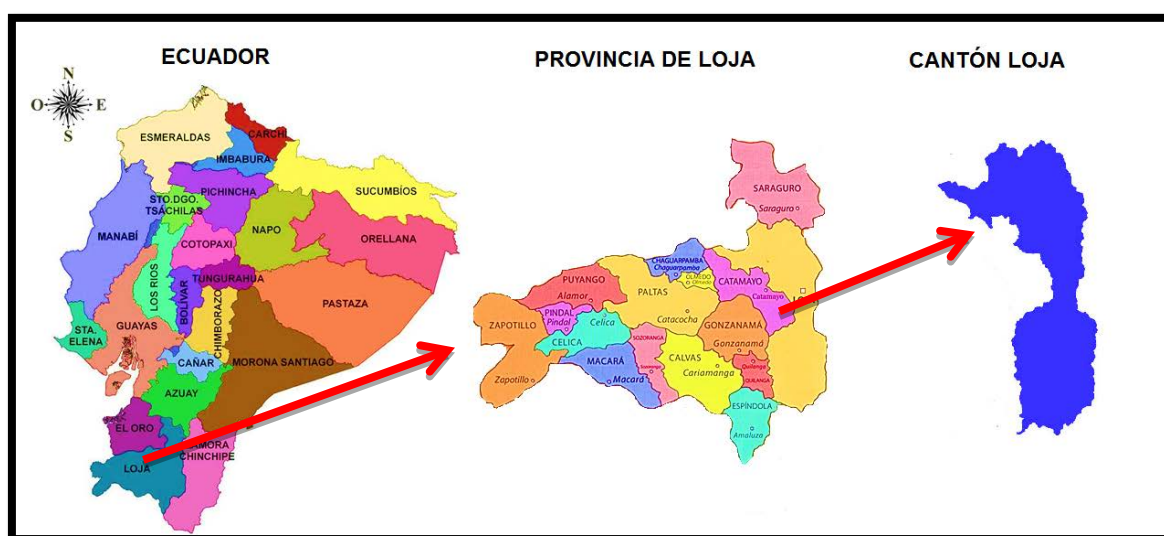 ECUADOR
PROVINCIA DE LOJA
CANTÓN LOJA
N
O
E
S
ESMERALDAS
CARCHI
IMBABURA
SUCUMBÍOS
PICHINCHA
STO.DGO.
TSÁCHILAS
MANABÍ
NAPO
ORELLANA
COTOPAXI
LOS RIOS
TUNGURAHUA
BOLÍVAR
CHIMBORAZO
PASTAZA
STA.
ELENA
GUAYAS
MORONA SANTIAGO
CAÑAR
AZUAY
EL ORO
ZAMORA
CHINCHIPE
LOJA
SARAGURO
Saraguro
CHAGUARPAMBA
Chaguarpamba
OLMEDO
Olmedo
CATAMAYO
Catamayo
PUYANGO
Alamor
PALTAS
Catacocha
PINDAL
Pindal
Celica
CELICA
ZAPOTILLO
Zapotillo
GONZANAMÁ
Gonzanamá
SOZORANGA
MACARÁ
Macará
CALVAS
Cariamanga
Quilanga
QUILANGA
ESPÍNDOLA
Amaluza